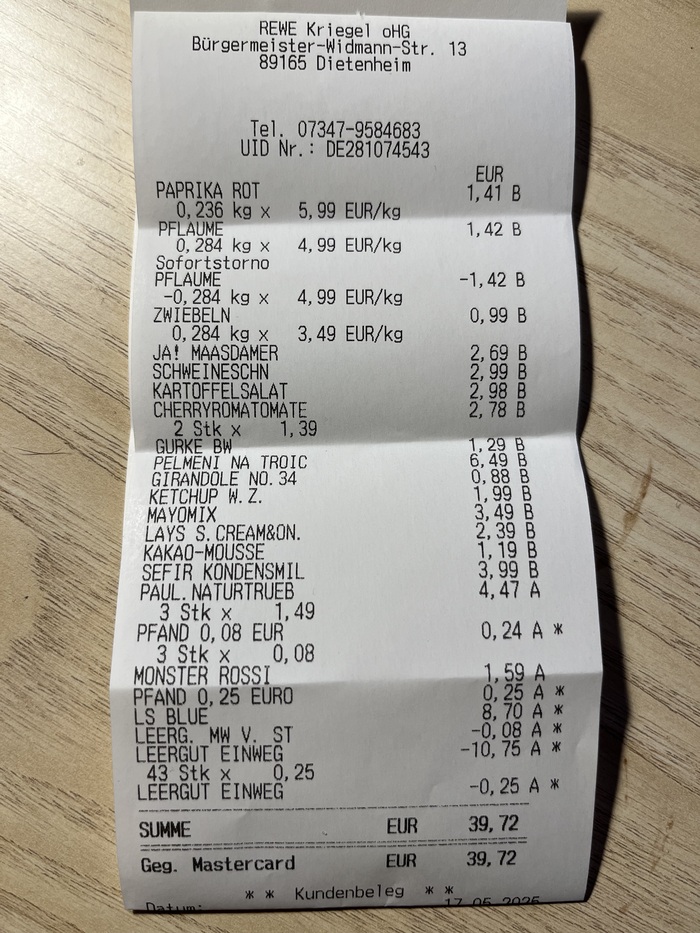 REWE Kriegel oHG
Bürgermeister-Widmann-Str. 13
89165 Dietenheim
Tel. 07347-9584683
UID Nr.: DE281074543
EUR
PAPRIKA ROT 1,41 B
0,236 kg x 5,99 EUR/kg
PFLAUME 1,42 B
0,284 kg x 4,99 EUR/kg
Sofortstorno
PFLAUME -1,42 B
-0,284 kg x 4,99 EUR/kg
ZWIEBELN 0,99 B
0,284 kg x 3,49 EUR/kg
JA! MAASDAMER 2,69 B
SCHWEINESCHN 2,99 B
KARTOFFELSALAT 2,98 B
CHERRYROMATOMATE 2,78 B
2 Stk x 1,39
GURKE BW 1,29 B
PELMENI NA TROIC 6,49 B
GIRANDOLE NO.34 0,88 B
KETCHUP W.Z. 1,99 B
MAYOMIX 3,49 B
LAYS S.CREAM&ON. 2,39 B
KAKAO-MOUSSE 1,19 B
SEFIR KONDENSMIL 3,99 B
PAUL.NATURTRUEB 4,47 A
3 Stk x 1,49
PFAND 0,08 EUR 0,24 A *
3 Stk x 0,08
MONSTER ROSSI 1,59 A
PFAND 0,25 EURO 0,25 A *
LS BLUE 8,70 A *
LEERG. MW V. ST -0,08 A *
LEERGUT EINWEG -10,75 A *
43 Stk x 0,25
LEERGUT EINWEG -0,25 A *
SUMME EUR 39,72
Geg. Mastercard EUR 39,72
* * Kundenbeleg * *
Datum: 17.05.2025